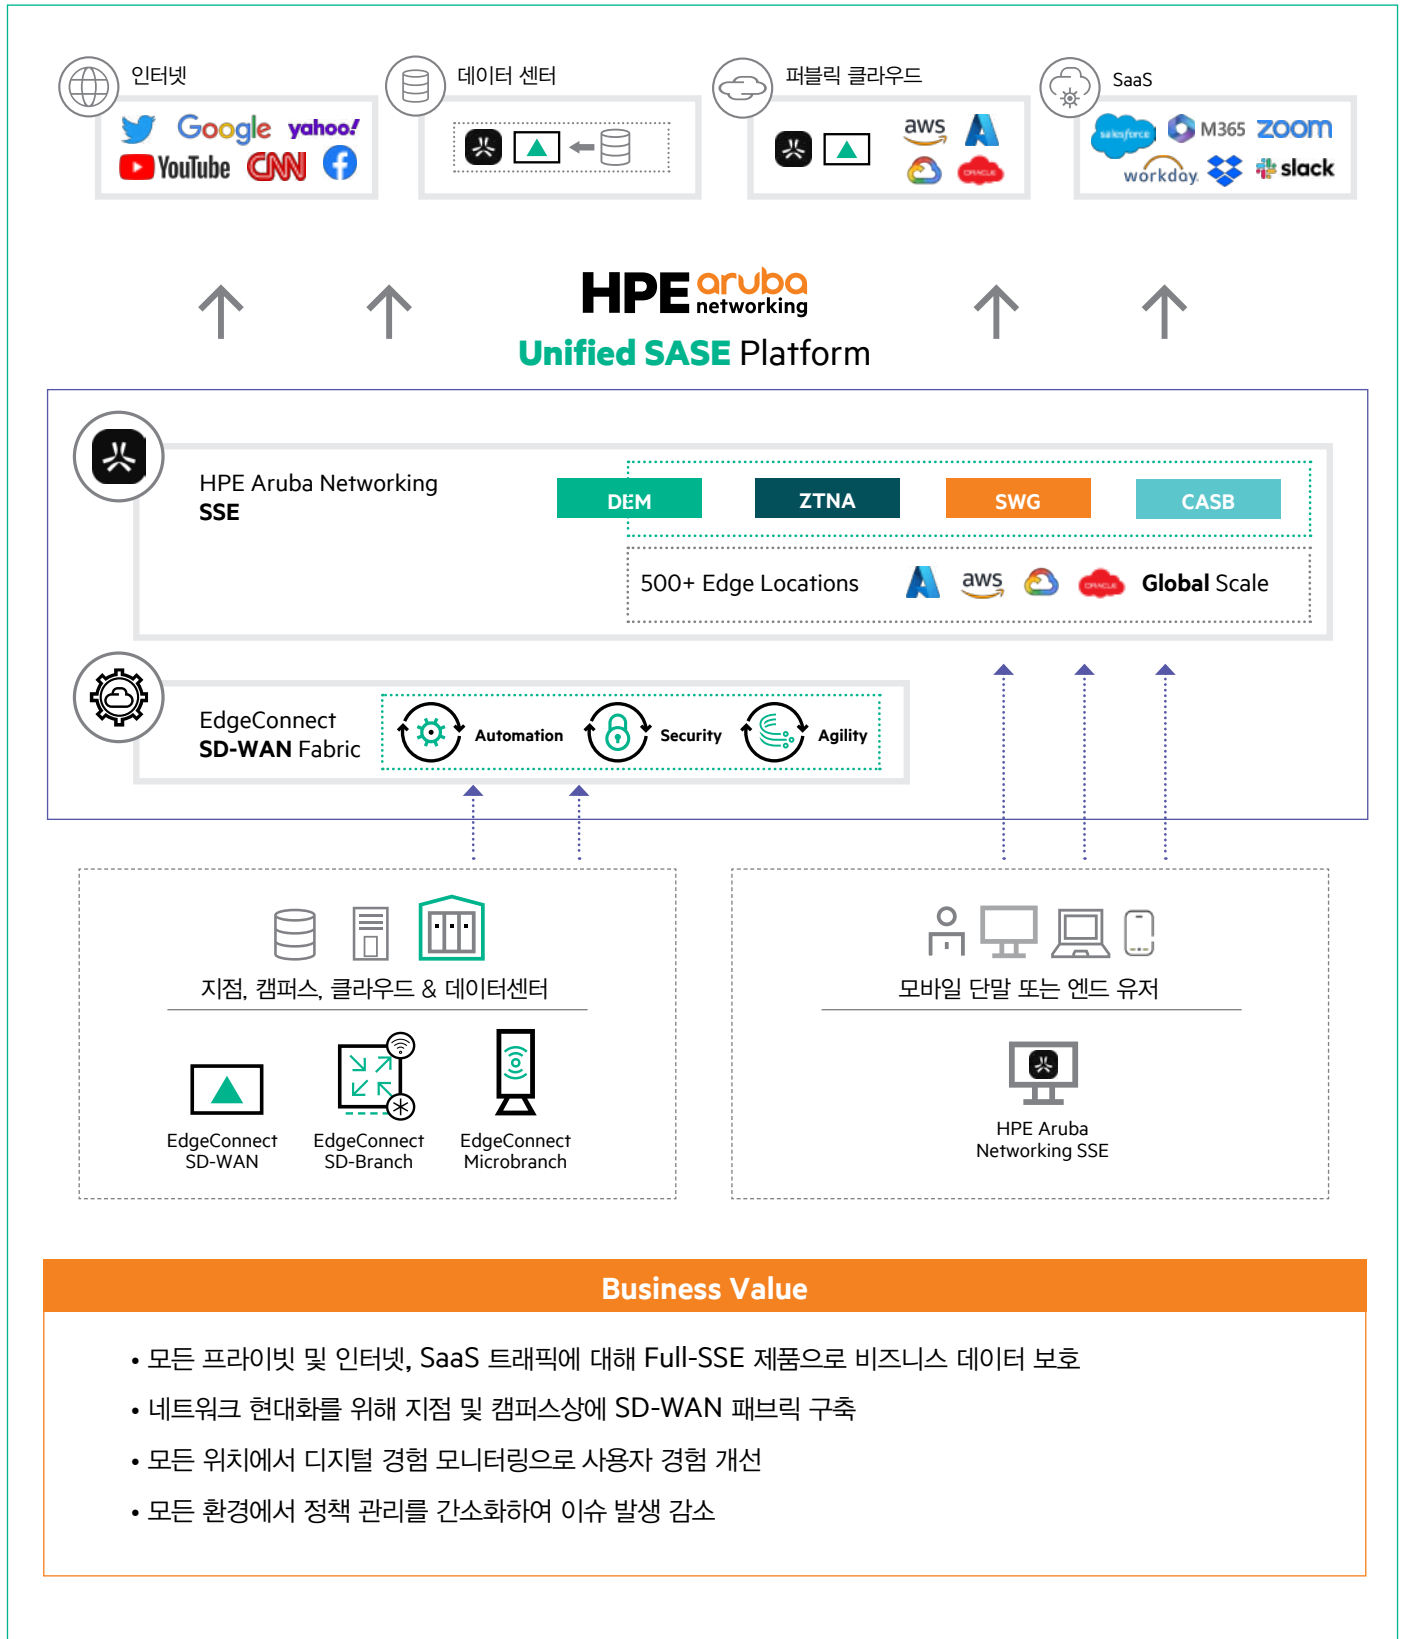 인터넷
데이터 센터
퍼블릭 클라우드
SaaS
Google yahoo!
YouTube CNN
aws
ORACLE
salesforce M365 zoom
workday slack
HPE aruba
networking
Unified SASE Platform
HPE Aruba Networking
SSE
DEM ZTNA SWG CASB
500+ Edge Locations aws ORACLE Global Scale
EdgeConnect
SD-WAN Fabric
Automation Security Agility
지점, 캠퍼스, 클라우드 & 데이터센터
EdgeConnect
SD-WAN
EdgeConnect
SD-Branch
EdgeConnect
Microbranch
모바일 단말 또는 엔드 유저
HPE Aruba
Networking SSE
Business Value
• 모든 프라이빗 및 인터넷, SaaS 트래픽에 대해 Full-SSE 제품으로 비즈니스 데이터 보호
• 네트워크 현대화를 위해 지점 및 캠퍼스상에 SD-WAN 패브릭 구축
• 모든 위치에서 디지털 경험 모니터링으로 사용자 경험 개선
• 모든 환경에서 정책 관리를 간소화하여 이슈 발생 감소